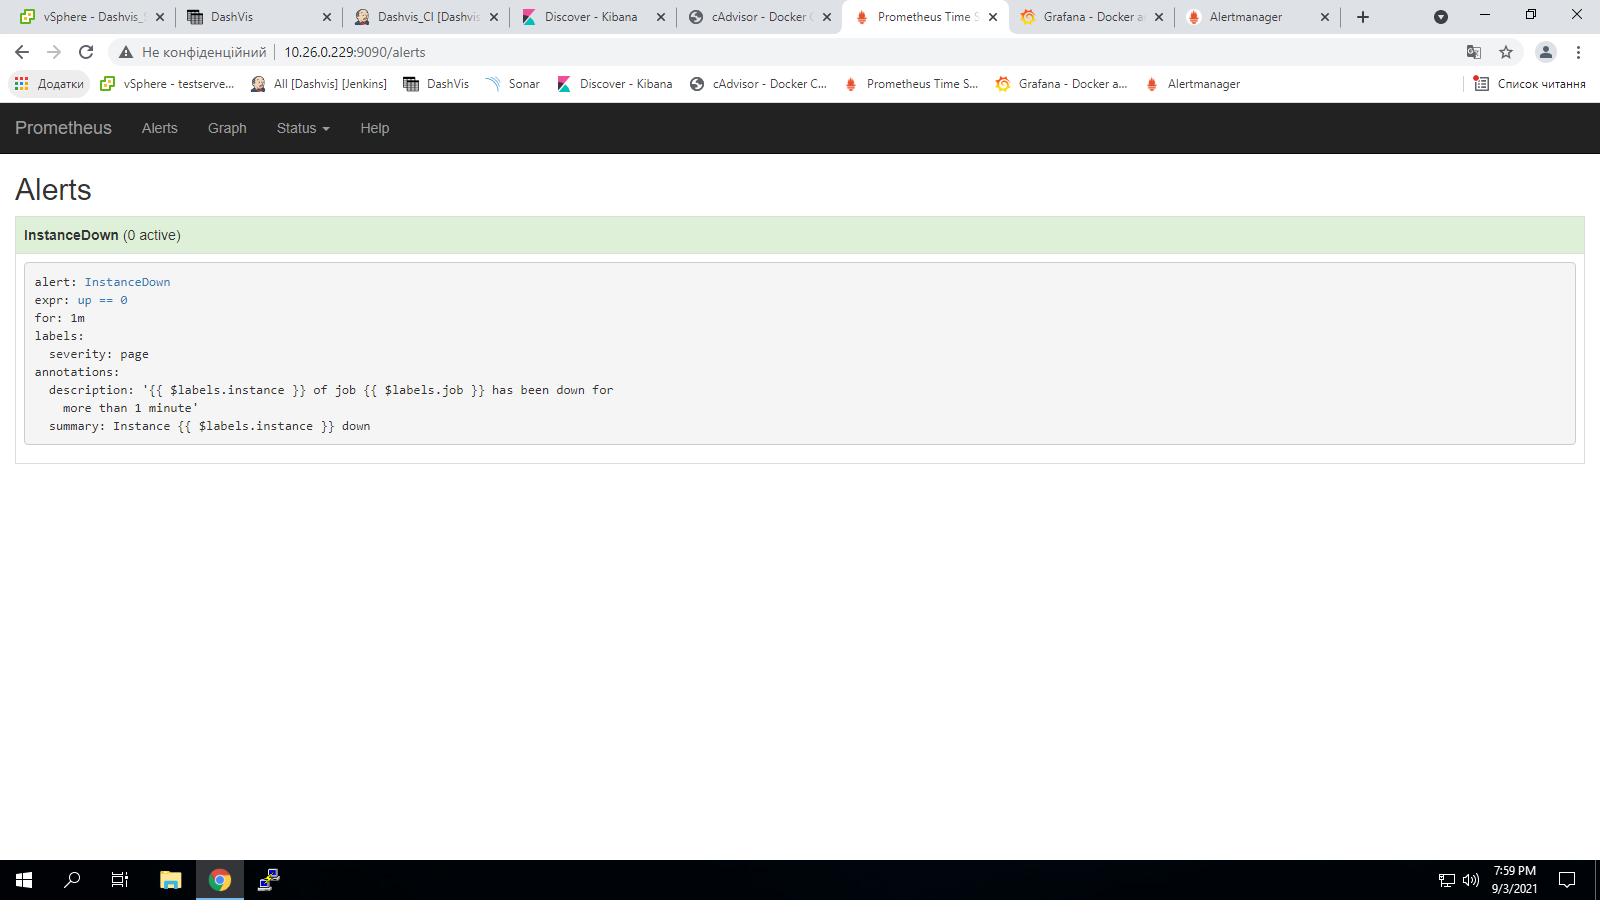 vSphere - Dashvis_
DashVis
Dashvis_CI [Dashvis
Discover - Kibana
cAdvisor - Docker
Prometheus Time
Grafana - Docker
Alertmanager
Не конфіденційний
10.26.0.229:9090/alerts
Додатки
vSphere - testserve...
All [Dashvis] [Jenkins]
DashVis
Sonar
Discover - Kibana
cAdvisor - Docker C...
Prometheus Time S...
Grafana - Docker a...
Alertmanager
Список читання
Prometheus Alerts Graph Status Help
Alerts
InstanceDown (0 active)
alert: InstanceDown
expr: up == 0
for: 1m
labels:
severity: page
annotations:
description: '{{ $labels.instance }} of job {{ $labels.job }} has been down for
more than 1 minute'
summary: Instance {{ $labels.instance }} down
7:59 PM
9/3/2021